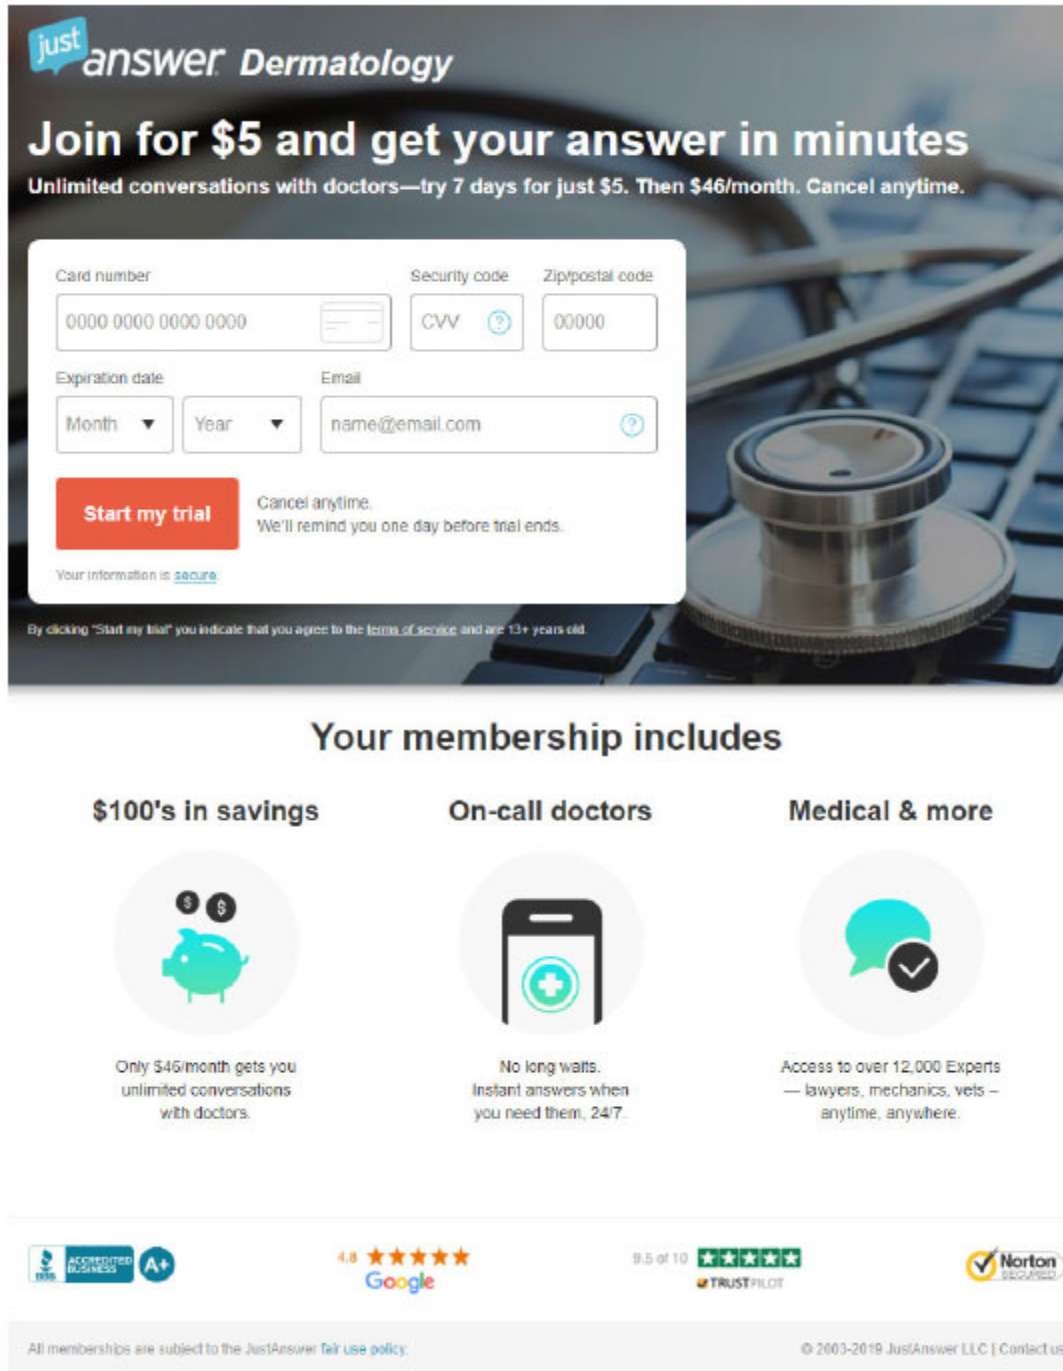 just
answer Dermatology
Join for $5 and get your answer in minutes
Unlimited conversations with doctors—try 7 days for just $5. Then $46/month. Cancel anytime.
Card number Security code Zip/postal code
0000 0000 0000 0000 CVV ? 00000
Expiration date Email
Month Year name@email.com ?
Start my trial
Cancel anytime.
We'll remind you one day before trial ends.
Your information is secure.
By clicking "Start my trial" you indicate that you agree to the terms of service and are 13+ years old.
Your membership includes
$100's in savings
On-call doctors
Medical & more
$ $
Only $46/month gets you
unlimited conversations
with doctors.
No long waits.
Instant answers when
you need them, 24/7.
Access to over 12,000 Experts
— lawyers, mechanics, vets –
anytime, anywhere.
BBB ACCREDITED BUSINESS A+
4.8
Google
9.5 of 10
TRUSTPILOT
Norton
SECURED
All memberships are subject to the JustAnswer fair use policy.
© 2003-2019 JustAnswer LLC | Contact us